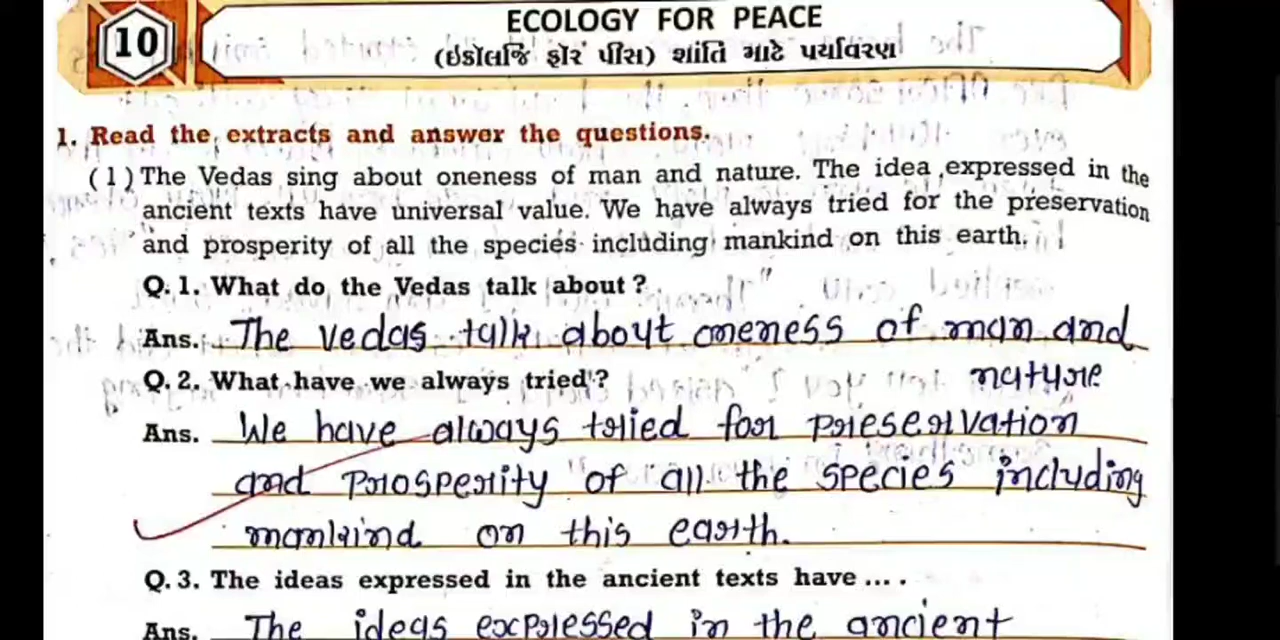 10
ECOLOGY FOR PEACE
(ઇકોલજિ ફોર પીસ) શાંતિ માટે પર્યાવરણ
1. Read the extracts and answer the questions.
(1) The Vedas sing about oneness of man and nature. The idea expressed in the
ancient texts have universal value. We have always tried for the preservation
and prosperity of all the species including mankind on this earth.
Q. 1. What do the Vedas talk about?
Ans. The Vedas talk about oneness of man and
nature
Q. 2. What have we always tried?
Ans. We have always tried for preservation
and prosperity of all the species including
mankind on this earth.
Q. 3. The ideas expressed in the ancient texts have ... .
Ans. The ideas expressed in the ancient